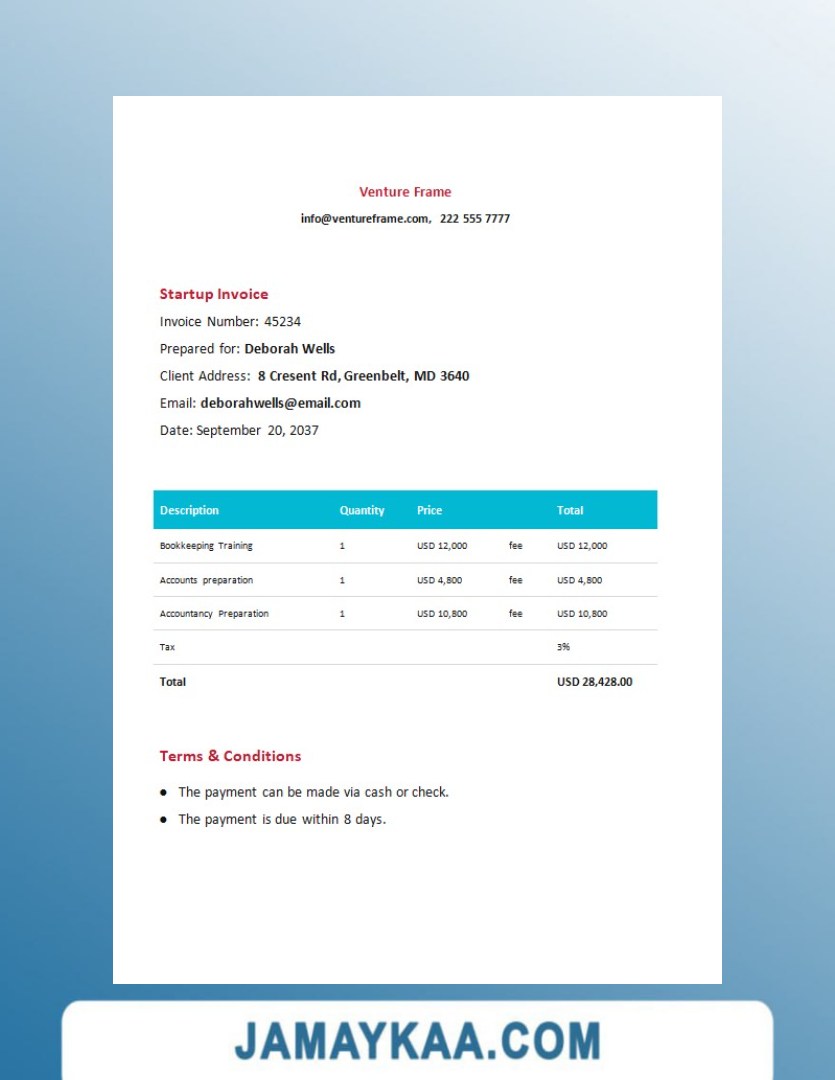 Venture Frame
info@ventureframe.com, 222 555 7777
Startup Invoice
Invoice Number: 45234
Prepared for: Deborah Wells
Client Address: 8 Cresent Rd, Greenbelt, MD 3640
Email: deborahwells@email.com
Date: September 20, 2037
Description Quantity Price Total
Bookkeeping Training 1 USD 12,000 fee USD 12,000
Accounts preparation 1 USD 4,800 fee USD 4,800
Accountancy Preparation 1 USD 10,800 fee USD 10,800
Tax 3%
Total USD 28,428.00
Terms & Conditions
● The payment can be made via cash or check.
● The payment is due within 8 days.
JAMAYKAA.COM